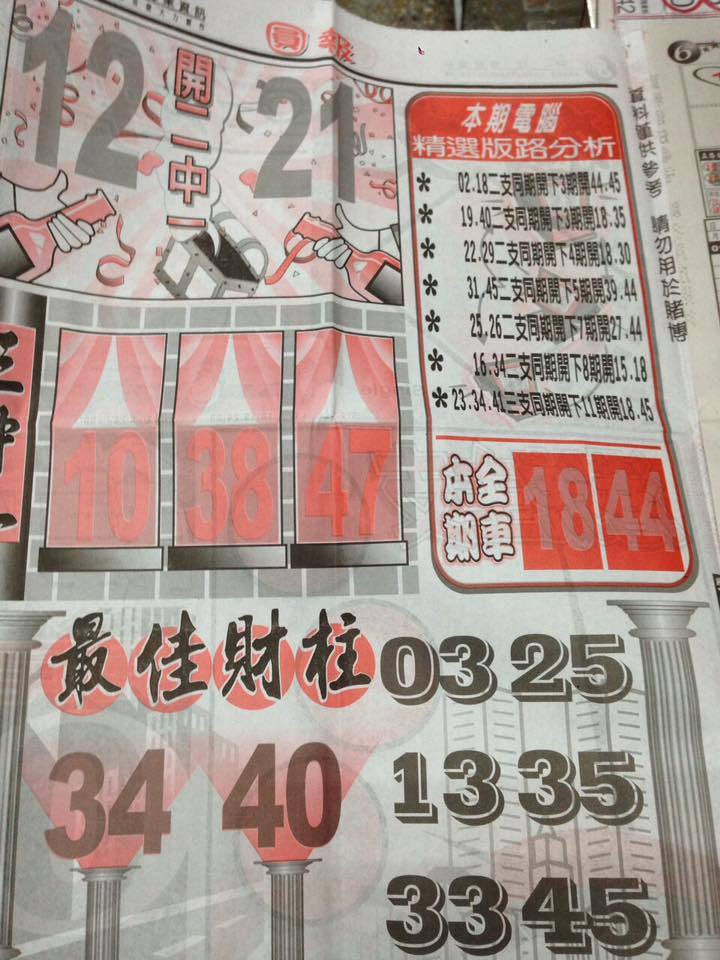 員報
12
開二中一
21
本期電腦
精選版路分析
* 02.18二支同期開下3期開44.45
* 19.40二支同期開下3期開18.35
* 22.29二支同期開下4期開18.30
* 31.45二支同期開下5期開39.44
* 25.26二支同期開下7期開27.44
* 16.34二支同期開下8期開15.18
* 23.34.41三支同期開下11期開18.45
本期 全車 18 44
三中一
10 38 47
最佳財柱
34 40
03 25
13 35
33 45
資料僅供參考 請勿用於賭博
6